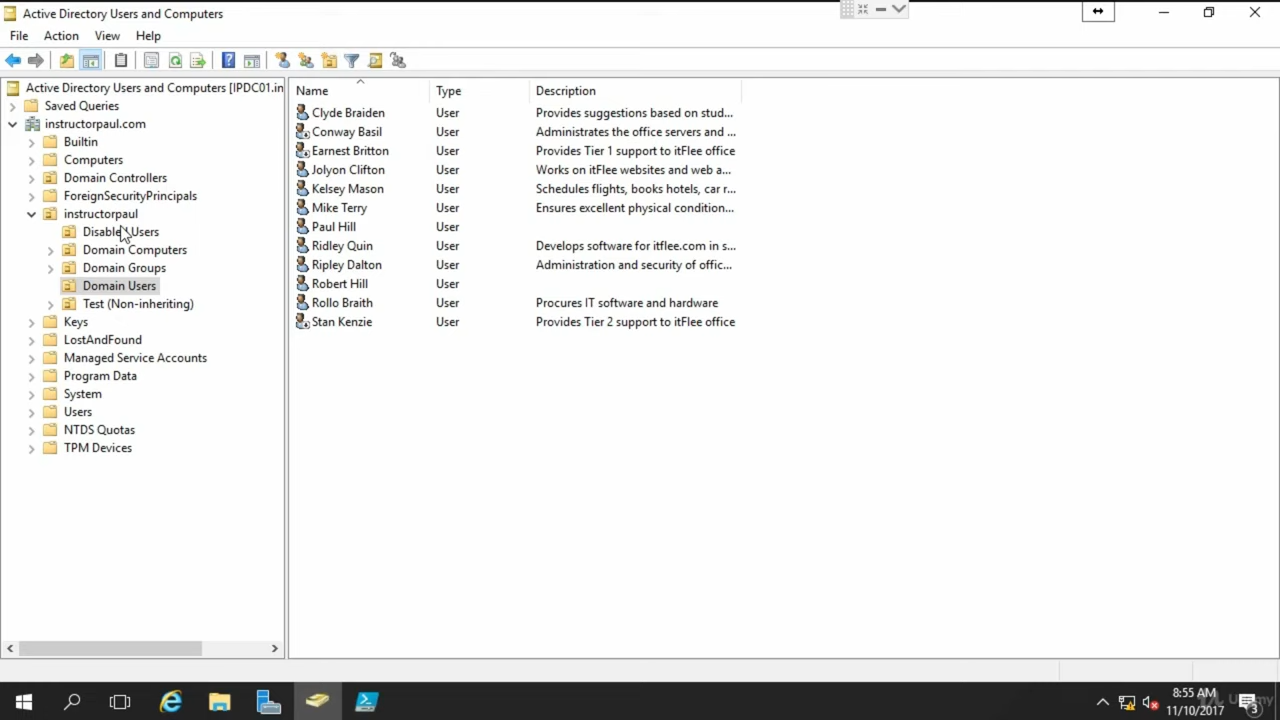 Active Directory Users and Computers
File Action View Help
Active Directory Users and Computers [IPDC01.in
Saved Queries
instructorpaul.com
Builtin
Computers
Domain Controllers
ForeignSecurityPrincipals
instructorpaul
Disabled Users
Domain Computers
Domain Groups
Domain Users
Test (Non-inheriting)
Keys
LostAndFound
Managed Service Accounts
Program Data
System
Users
NTDS Quotas
TPM Devices
Name Type Description
Clyde Braiden User Provides suggestions based on stud...
Conway Basil User Administrates the office servers and ...
Earnest Britton User Provides Tier 1 support to itFlee office
Jolyon Clifton User Works on itFlee websites and web a...
Kelsey Mason User Schedules flights, books hotels, car r...
Mike Terry User Ensures excellent physical condition...
Paul Hill User
Ridley Quin User Develops software for itflee.com in s...
Ripley Dalton User Administration and security of offic...
Robert Hill User
Rollo Braith User Procures IT software and hardware
Stan Kenzie User Provides Tier 2 support to itFlee office
8:55 AM
11/10/2017
3
Udemy